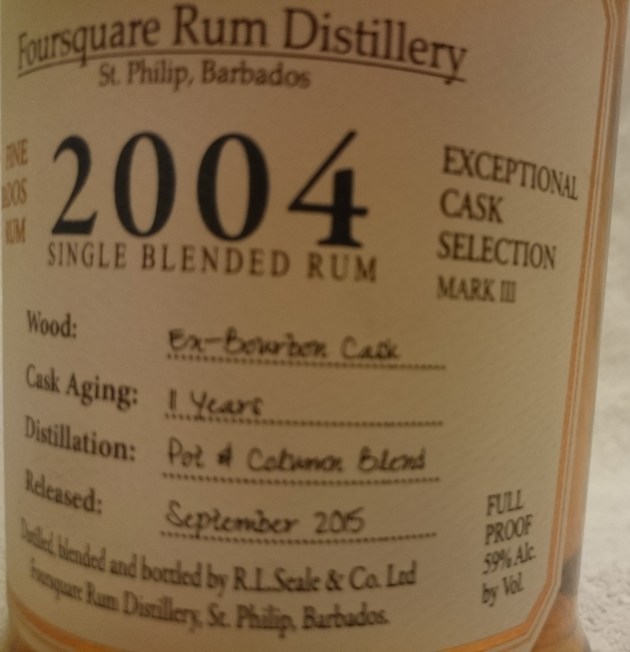 Foursquare Rum Distillery
St. Philip, Barbados
FINE
RUM
2004
SINGLE BLENDED RUM
EXCEPTIONAL
CASK
SELECTION
MARK III
Wood: Ex-Bourbon Cask
Cask Aging: 11 Years
Distillation: Pot & Column Blend
Released: September 2015
Distilled, blended and bottled by R.L.Seale & Co. Ltd
Foursquare Rum Distillery, St. Philip, Barbados.
FULL
PROOF
59% Alc.
by Vol.